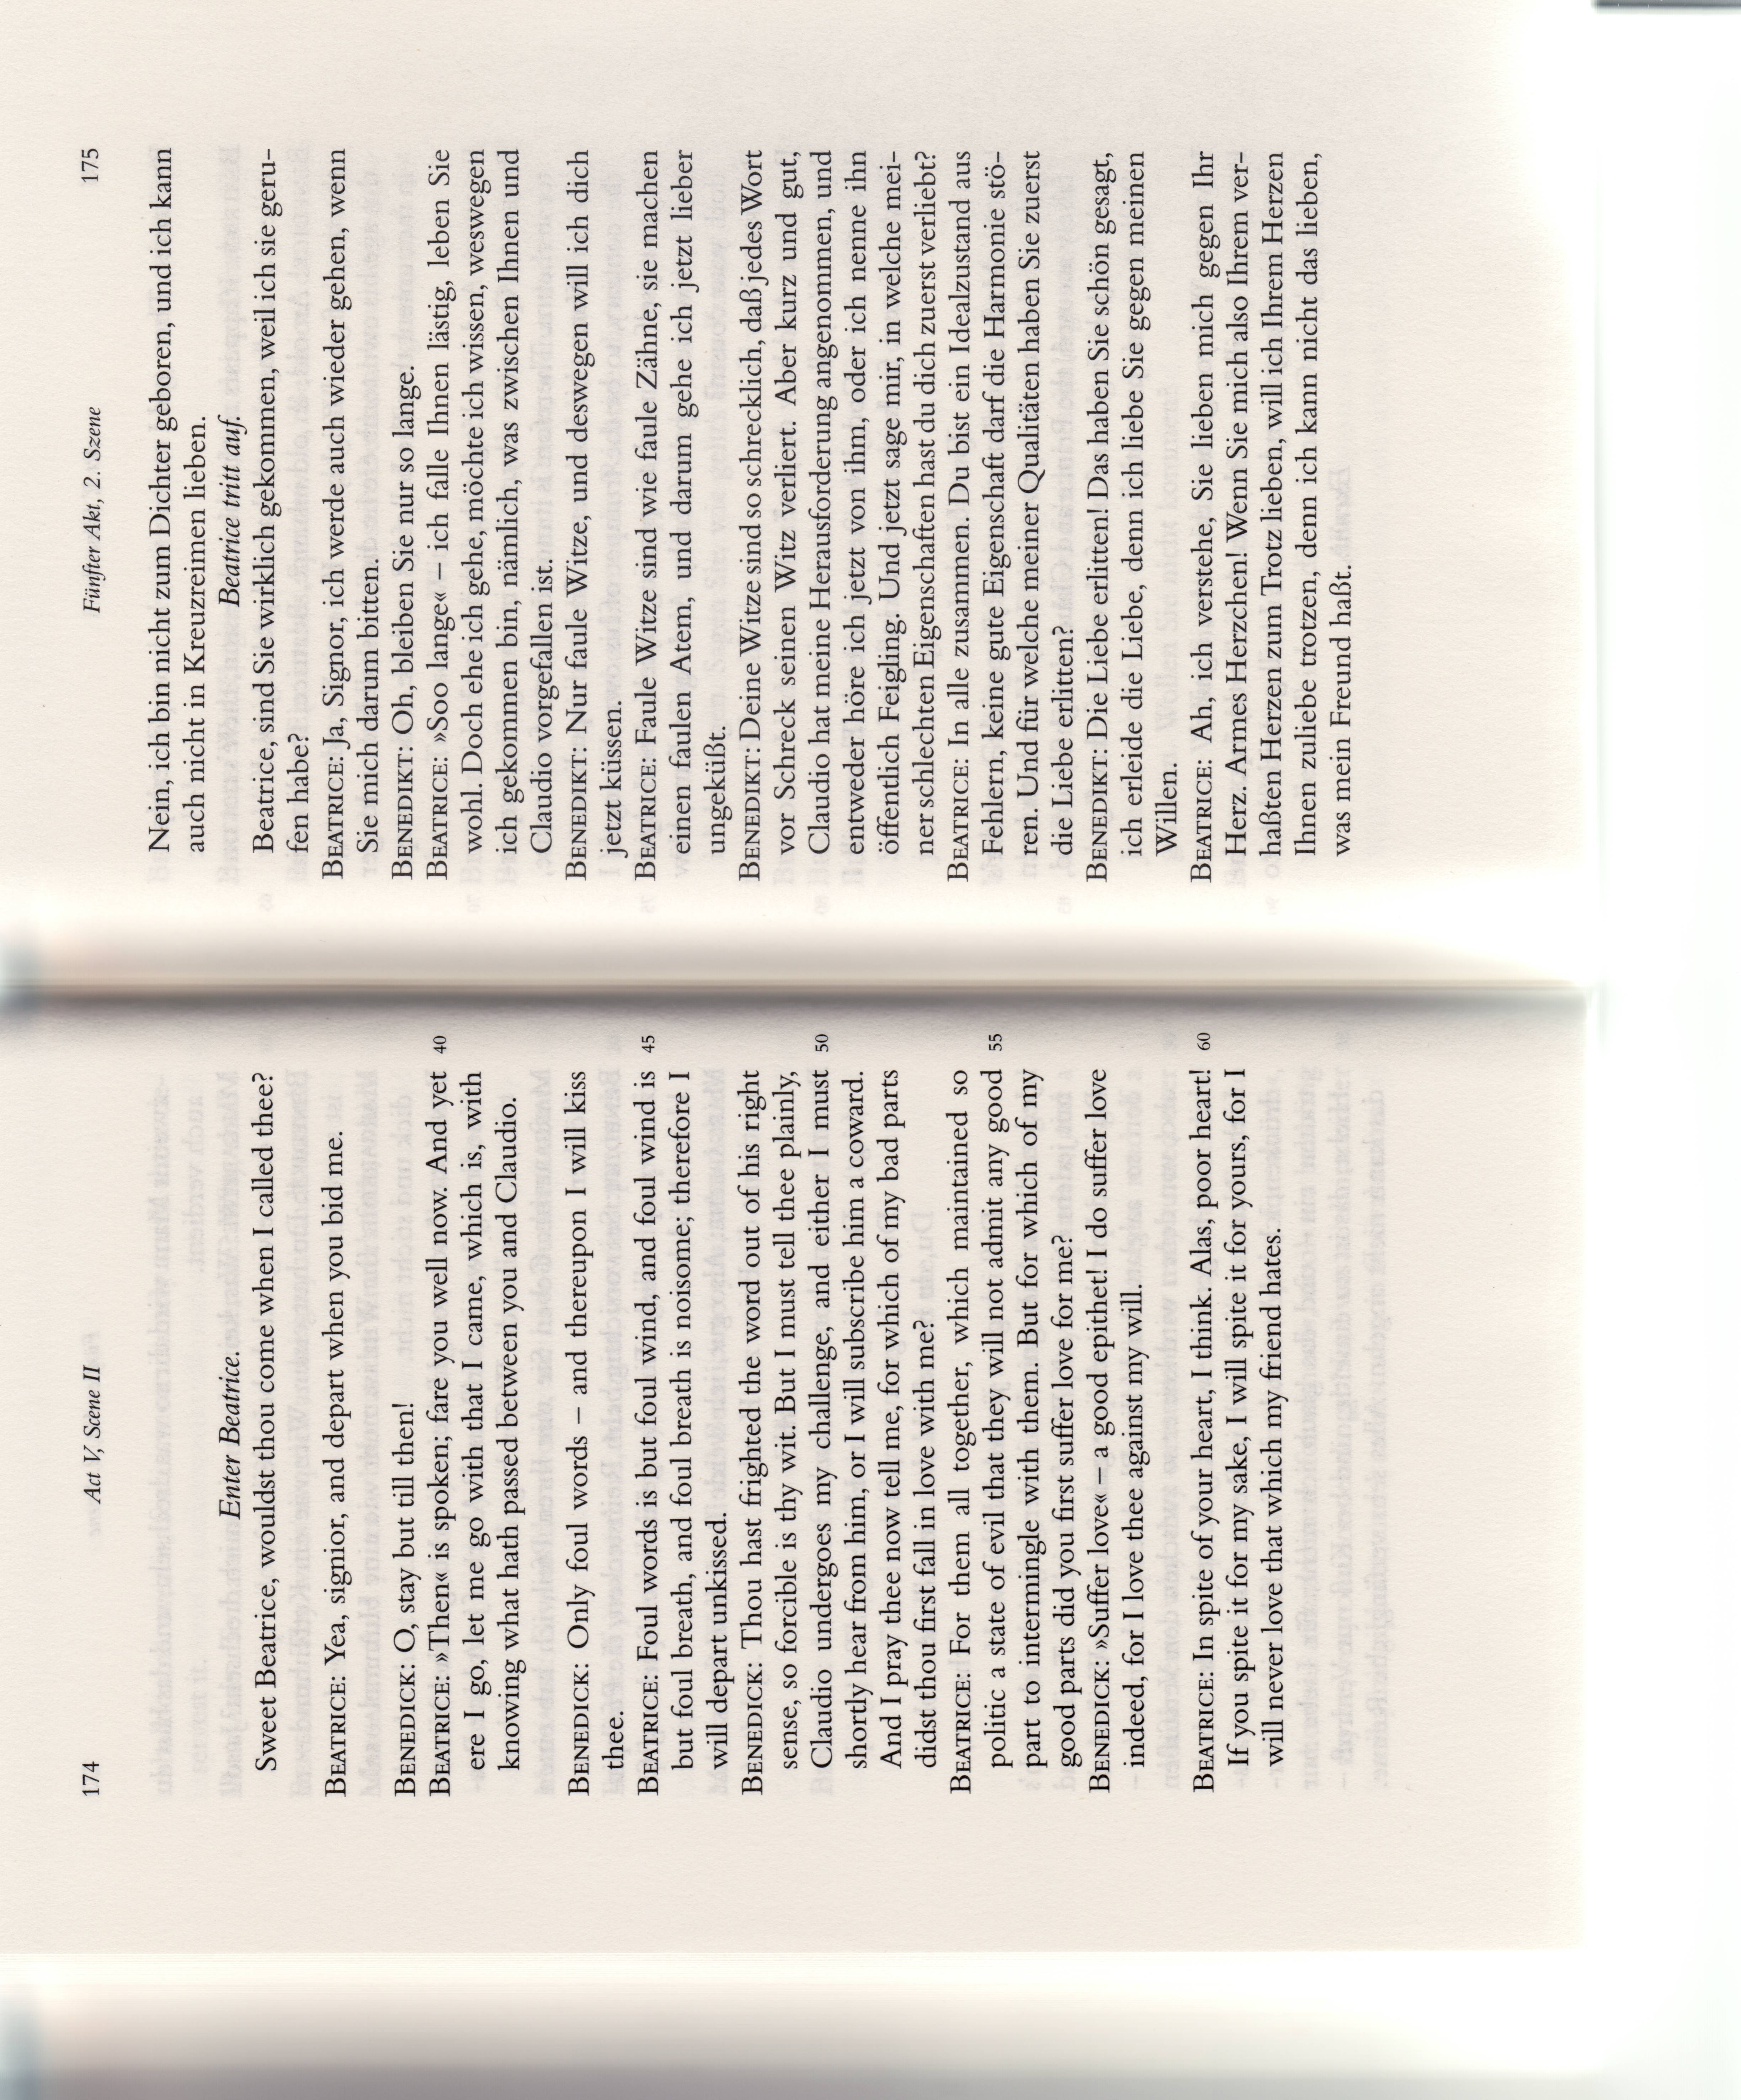 174
Act V, Scene II
Enter Beatrice.
Sweet Beatrice, wouldst thou come when I called thee?
BEATRICE: Yea, signior, and depart when you bid me.
BENEDICK: O, stay but till then!
BEATRICE: »Then« is spoken; fare you well now. And yet 40
ere I go, let me go with that I came, which is, with
knowing what hath passed between you and Claudio.
BENEDICK: Only foul words – and thereupon I will kiss
thee.
BEATRICE: Foul words is but foul wind, and foul wind is 45
but foul breath, and foul breath is noisome; therefore I
will depart unkissed.
BENEDICK: Thou hast frighted the word out of his right
sense, so forcible is thy wit. But I must tell thee plainly,
Claudio undergoes my challenge, and either I must 50
shortly hear from him, or I will subscribe him a coward.
And I pray thee now tell me, for which of my bad parts
didst thou first fall in love with me?
BEATRICE: For them all together, which maintained so
politic a state of evil that they will not admit any good 55
part to intermingle with them. But for which of my
good parts did you first suffer love for me?
BENEDICK: »Suffer love« – a good epithet! I do suffer love
indeed, for I love thee against my will.
BEATRICE: In spite of your heart, I think. Alas, poor heart! 60
If you spite it for my sake, I will spite it for yours, for I
will never love that which my friend hates.
Fünfter Akt, 2. Szene
175
Nein, ich bin nicht zum Dichter geboren, und ich kann
auch nicht in Kreuzreimen lieben.
Beatrice tritt auf.
Beatrice, sind Sie wirklich gekommen, weil ich sie geru-
fen habe?
BEATRICE: Ja, Signor, ich werde auch wieder gehen, wenn
Sie mich darum bitten.
BENEDIKT: Oh, bleiben Sie nur so lange.
BEATRICE: »Soo lange« – ich falle Ihnen lästig, leben Sie
wohl. Doch ehe ich gehe, möchte ich wissen, weswegen
ich gekommen bin, nämlich, was zwischen Ihnen und
Claudio vorgefallen ist.
BENEDIKT: Nur faule Witze, und deswegen will ich dich
jetzt küssen.
BEATRICE: Faule Witze sind wie faule Zähne, sie machen
einen faulen Atem, und darum gehe ich jetzt lieber
ungeküßt.
BENEDIKT: Deine Witze sind so schrecklich, daß jedes Wort
vor Schreck seinen Witz verliert. Aber kurz und gut,
Claudio hat meine Herausforderung angenommen, und
entweder höre ich jetzt von ihm, oder ich nenne ihn
öffentlich Feigling. Und jetzt sage mir, in welche mei-
ner schlechten Eigenschaften hast du dich zuerst verliebt?
BEATRICE: In alle zusammen. Du bist ein Idealzustand aus
Fehlern, keine gute Eigenschaft darf die Harmonie stö-
ren. Und für welche meiner Qualitäten haben Sie zuerst
die Liebe erlitten?
BENEDIKT: Die Liebe erlitten! Das haben Sie schön gesagt,
ich erleide die Liebe, denn ich liebe Sie gegen meinen
Willen.
BEATRICE: Ah, ich verstehe, Sie lieben mich gegen Ihr
Herz. Armes Herzchen! Wenn Sie mich also Ihrem ver-
haßten Herzen zum Trotz lieben, will ich Ihrem Herzen
Ihnen zuliebe trotzen, denn ich kann nicht das lieben,
was mein Freund haßt.